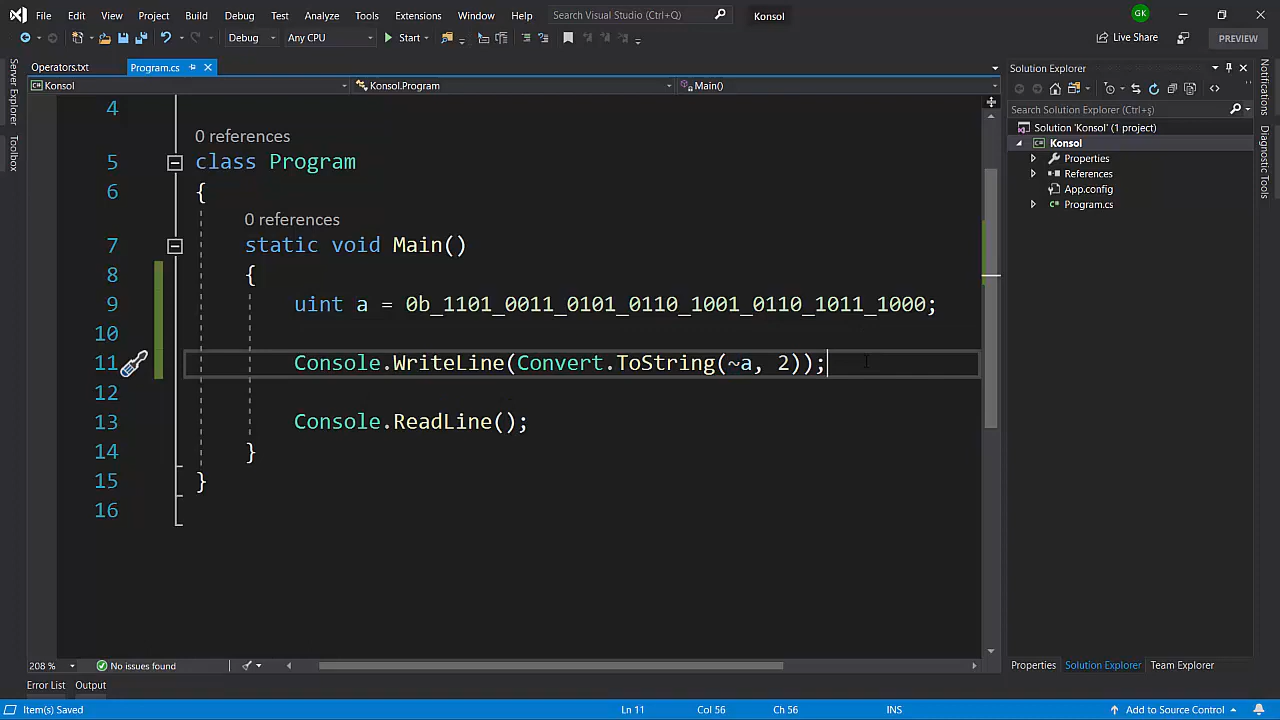 File Edit View Project Build Debug Test Analyze Tools Extensions Window Help Search Visual Studio (Ctrl+Q) Konsol GK
Debug Any CPU Start Live Share PREVIEW
Operators.txt Program.cs
Konsol Konsol.Program Main()
Server Explorer
Toolbox
4
0 references
5 class Program
6 {
0 references
7 static void Main()
8 {
9 uint a = 0b_1101_0011_0101_0110_1001_0110_1011_1000;
10
11 Console.WriteLine(Convert.ToString(~a, 2));
12
13 Console.ReadLine();
14 }
15 }
16
208 % No issues found
Error List Output
Solution Explorer
Search Solution Explorer (Ctrl+ş)
Solution 'Konsol' (1 project)
Konsol
Properties
References
App.config
Program.cs
Properties Solution Explorer Team Explorer
Notifications
Diagnostic Tools
Item(s) Saved Ln 11 Col 56 Ch 56 INS Add to Source Control